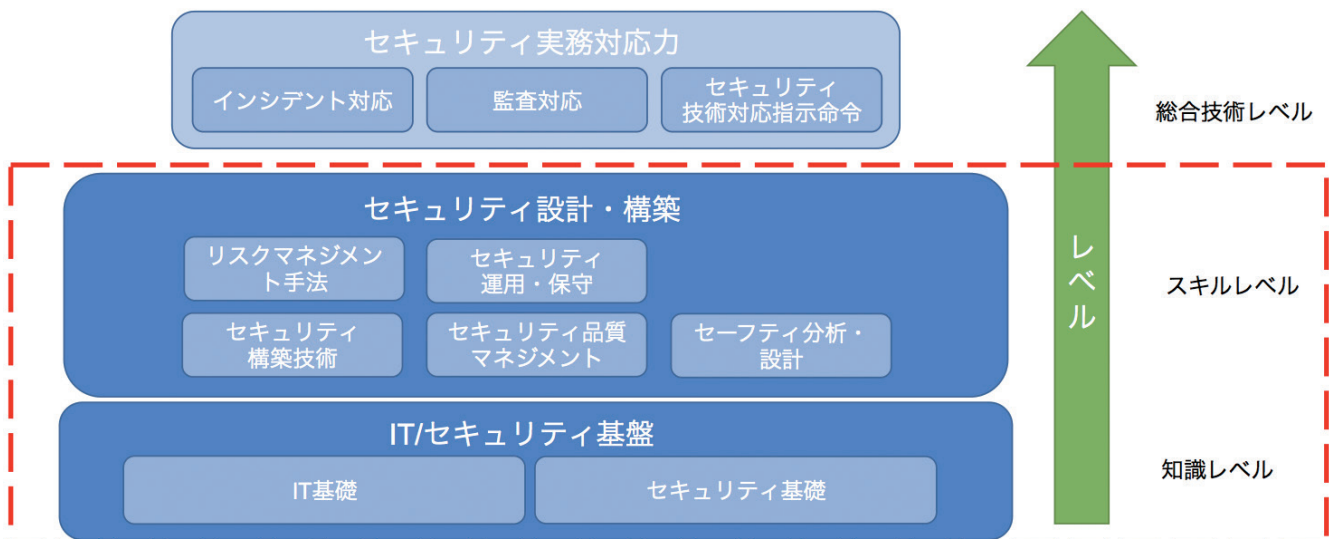 セキュリティ実務対応力
インシデント対応
監査対応
セキュリティ
技術対応指示命令
総合技術レベル
セキュリティ設計・構築
リスクマネジメン
ト手法
セキュリティ
運用・保守
セキュリティ
構築技術
セキュリティ品質
マネジメント
セーフティ分析・
設計
レベル
スキルレベル
IT/セキュリティ基盤
IT基礎
セキュリティ基礎
知識レベル